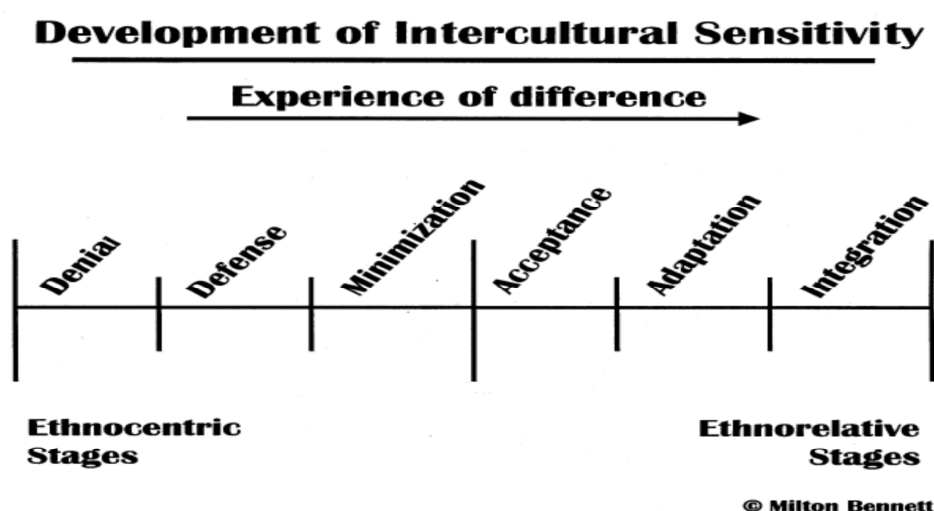 Development of Intercultural Sensitivity
Experience of difference
Denial
Defense
Minimization
Acceptance
Adaptation
Integration
Ethnocentric
Stages
Ethnorelative
Stages
© Milton Bennett